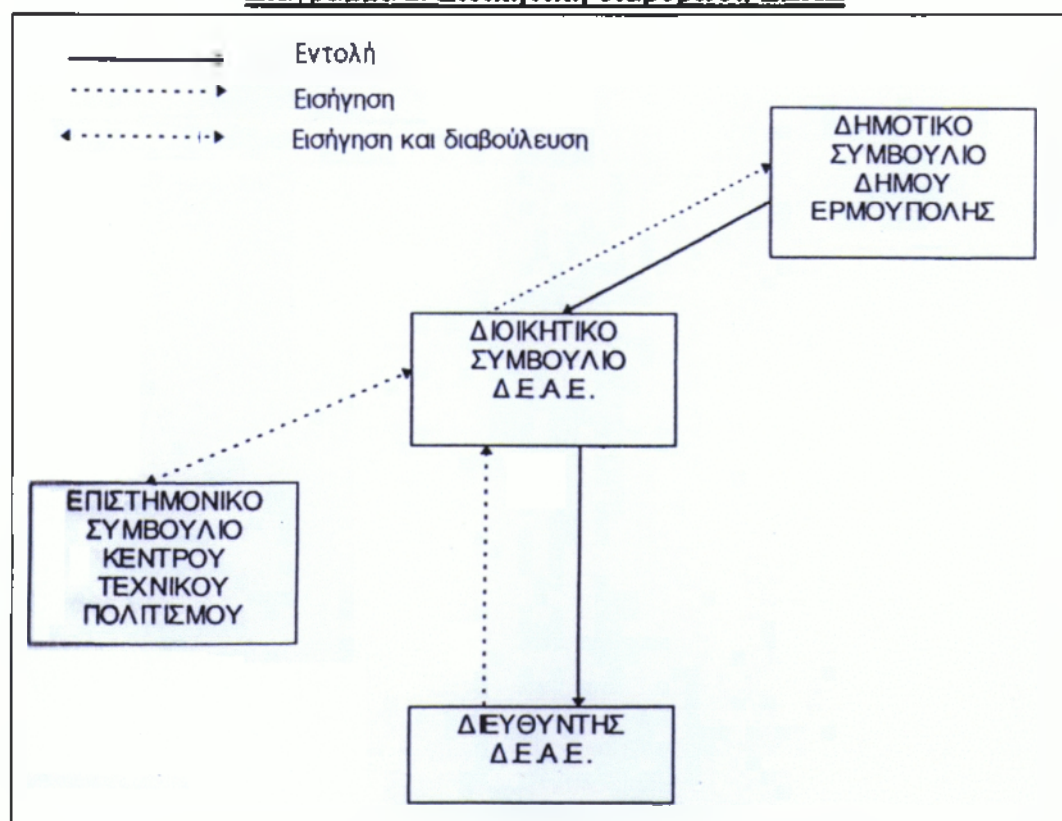 Εντολή
Εισήγηση
Εισήγηση και διαβούλευση
ΔΗΜΟΤΙΚΟ
ΣΥΜΒΟΥΛΙΟ
ΔΗΜΟΥ
ΕΡΜΟΥΠΟΛΗΣ
ΔΙΟΙΚΗΤΙΚΟ
ΣΥΜΒΟΥΛΙΟ
Δ.Ε.Α.Ε.
ΕΠΙΣΤΗΜΟΝΙΚΟ
ΣΥΜΒΟΥΛΙΟ
ΚΕΝΤΡΟΥ
ΤΕΧΝΙΚΟΥ
ΠΟΛΙΤΙΣΜΟΥ
ΔΙΕΥΘΥΝΤΗΣ
Δ.Ε.Α.Ε.